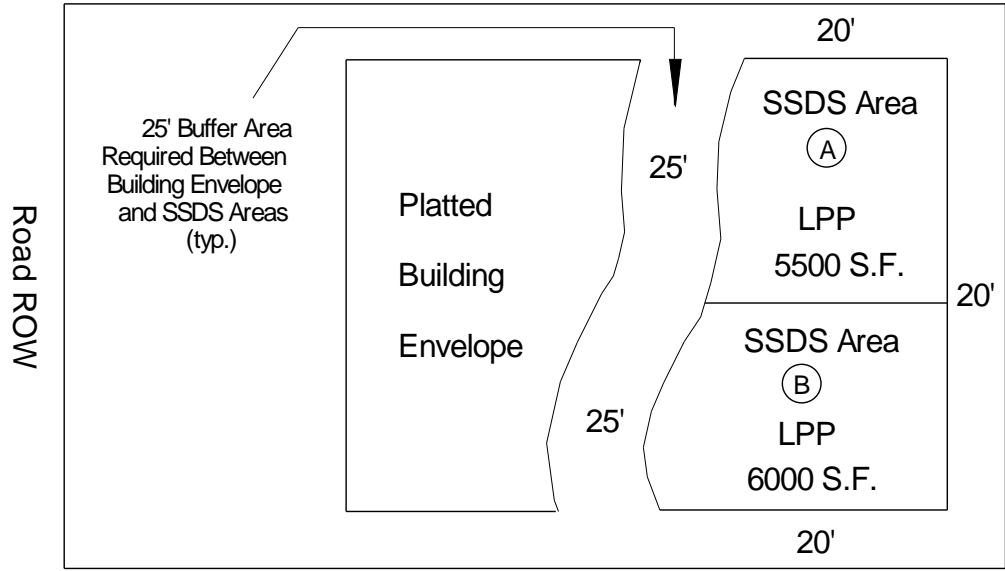 Road ROW
25' Buffer Area
Required Between
Building Envelope
and SSDS Areas
(typ.)
Platted
Building
Envelope
25'
25'
20'
SSDS Area
A
LPP
5500 S.F.
20'
SSDS Area
B
LPP
6000 S.F.
20'